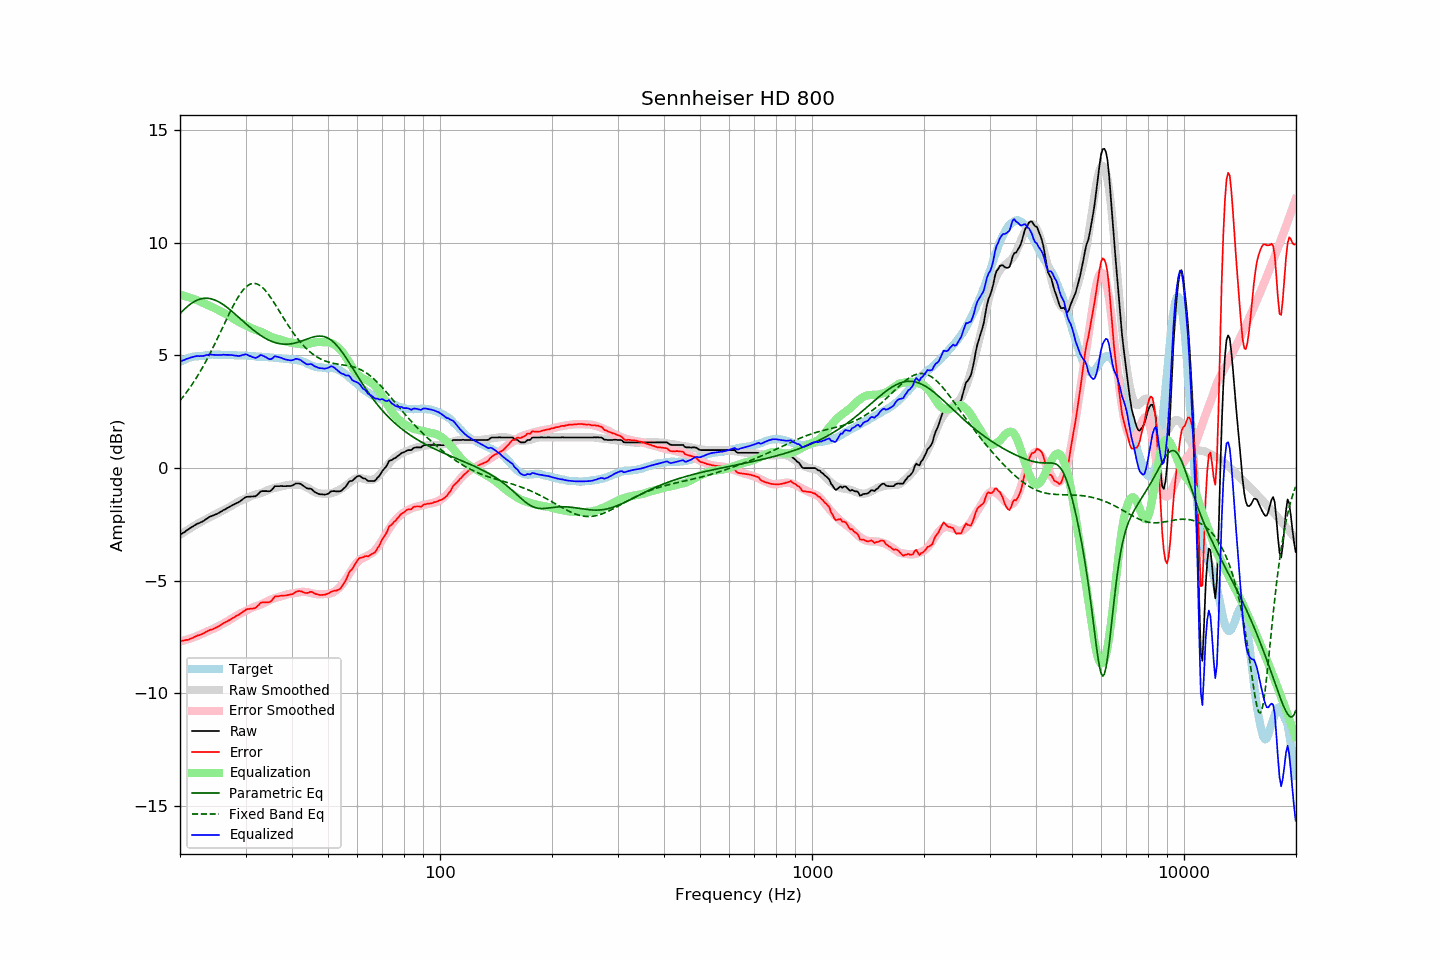 Sennheiser HD 800
15
10
5
0
−5
−10
−15
Amplitude (dBr)
Target
Raw Smoothed
Error Smoothed
Raw
Error
Equalization
Parametric Eq
Fixed Band Eq
Equalized
100
1000
10000
Frequency (Hz)